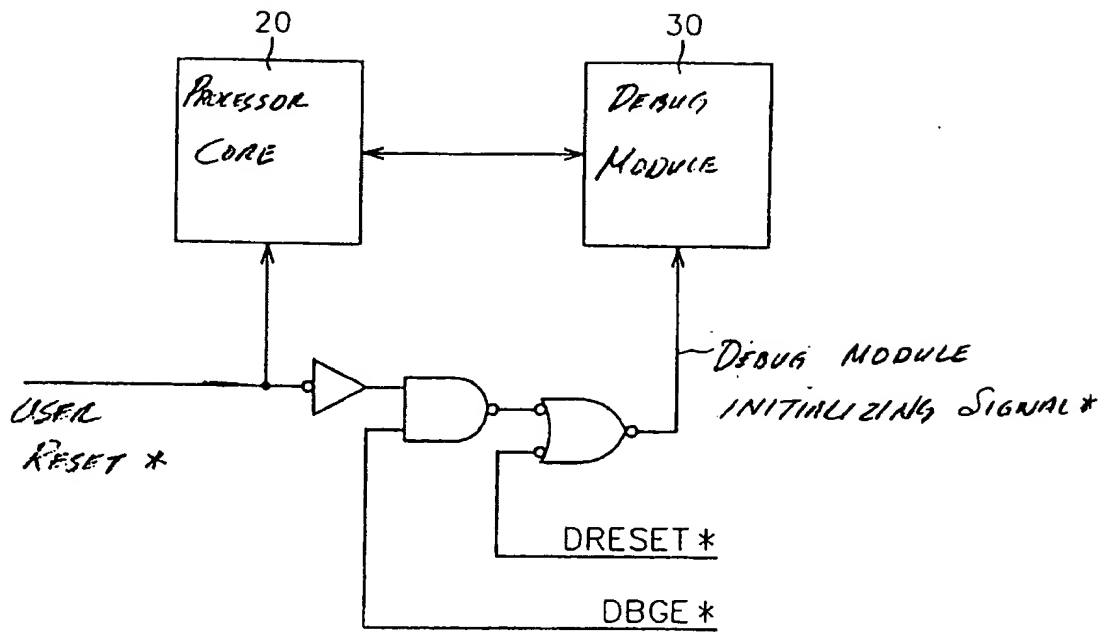 20
30
PROCESSOR
CORE
DEBUG
MODULE
DEBUG MODULE
INITIALIZING SIGNAL*
USER
RESET *
DRESET*
DBGE*